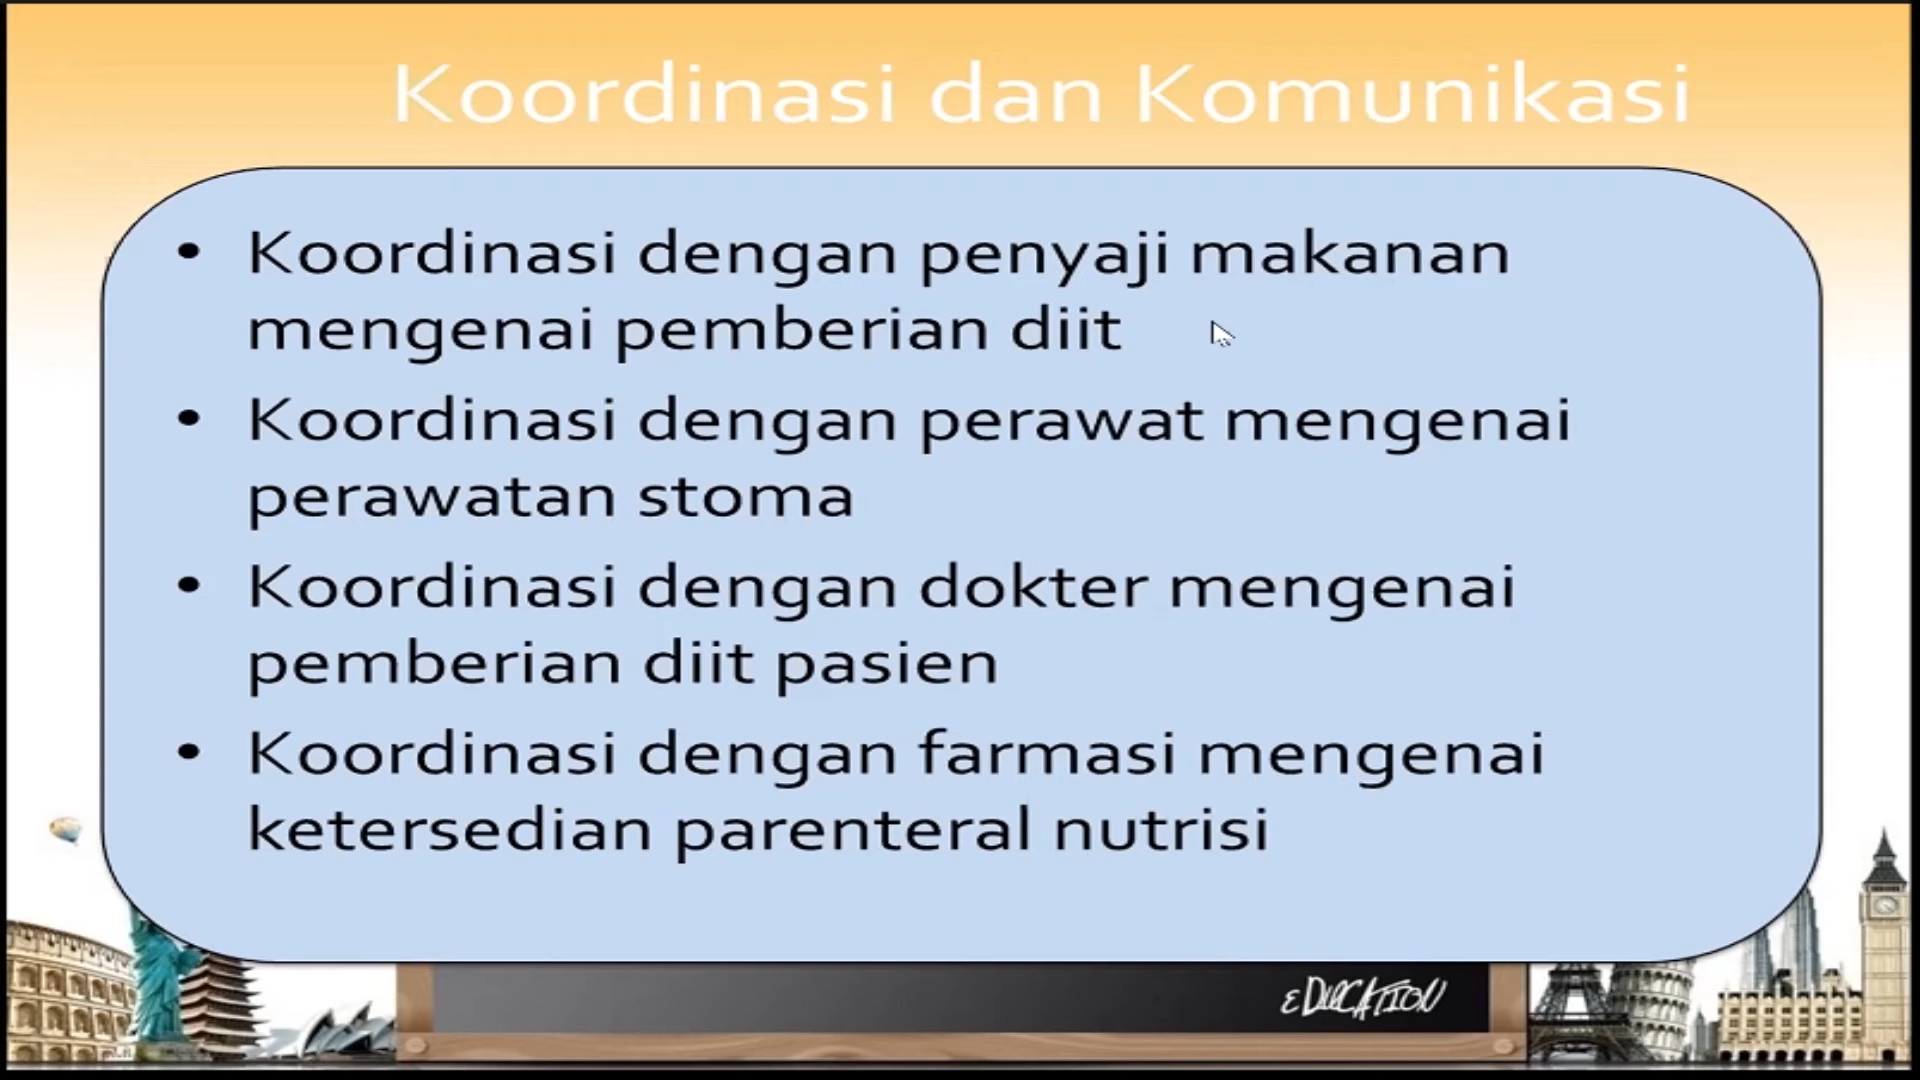 Koordinasi dan Komunikasi
• Koordinasi dengan penyaji makanan
mengenai pemberian diit
• Koordinasi dengan perawat mengenai
perawatan stoma
• Koordinasi dengan dokter mengenai
pemberian diit pasien
• Koordinasi dengan farmasi mengenai
ketersedian parenteral nutrisi
EDUCATION